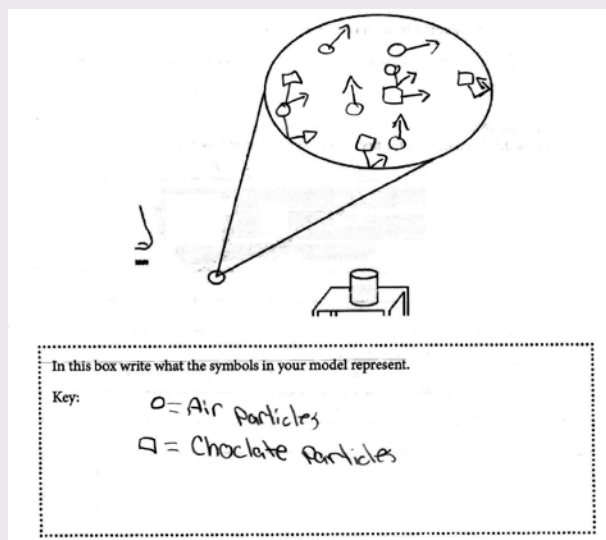 In this box write what the symbols in your model represent.
Key:
O = Air particles
▱ = Choclate particles